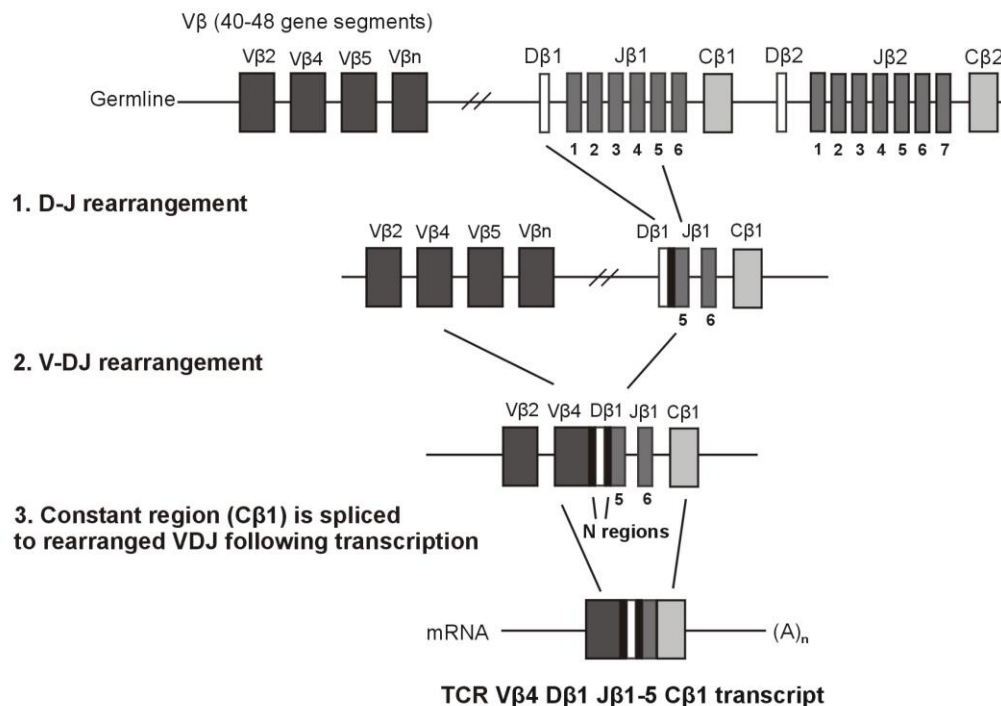 Vβ (40-48 gene segments)
Vβ2 Vβ4 Vβ5 Vβn Dβ1 Jβ1 Cβ1 Dβ2 Jβ2 Cβ2
Germline
1 2 3 4 5 6 1 2 3 4 5 6 7
1. D-J rearrangement
Vβ2 Vβ4 Vβ5 Vβn Dβ1 Jβ1 Cβ1
5 6
2. V-DJ rearrangement
Vβ2 Vβ4 Dβ1 Jβ1 Cβ1
5 6
3. Constant region (Cβ1) is spliced
to rearranged VDJ following transcription
N regions
mRNA (A)n
TCR Vβ4 Dβ1 Jβ1-5 Cβ1 transcript